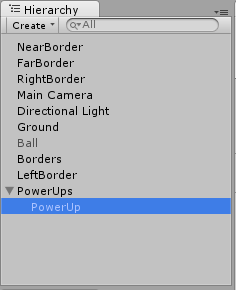 Hierarchy
Create All
NearBorder
FarBorder
RightBorder
Main Camera
Directional Light
Ground
Ball
Borders
LeftBorder
PowerUps
PowerUp